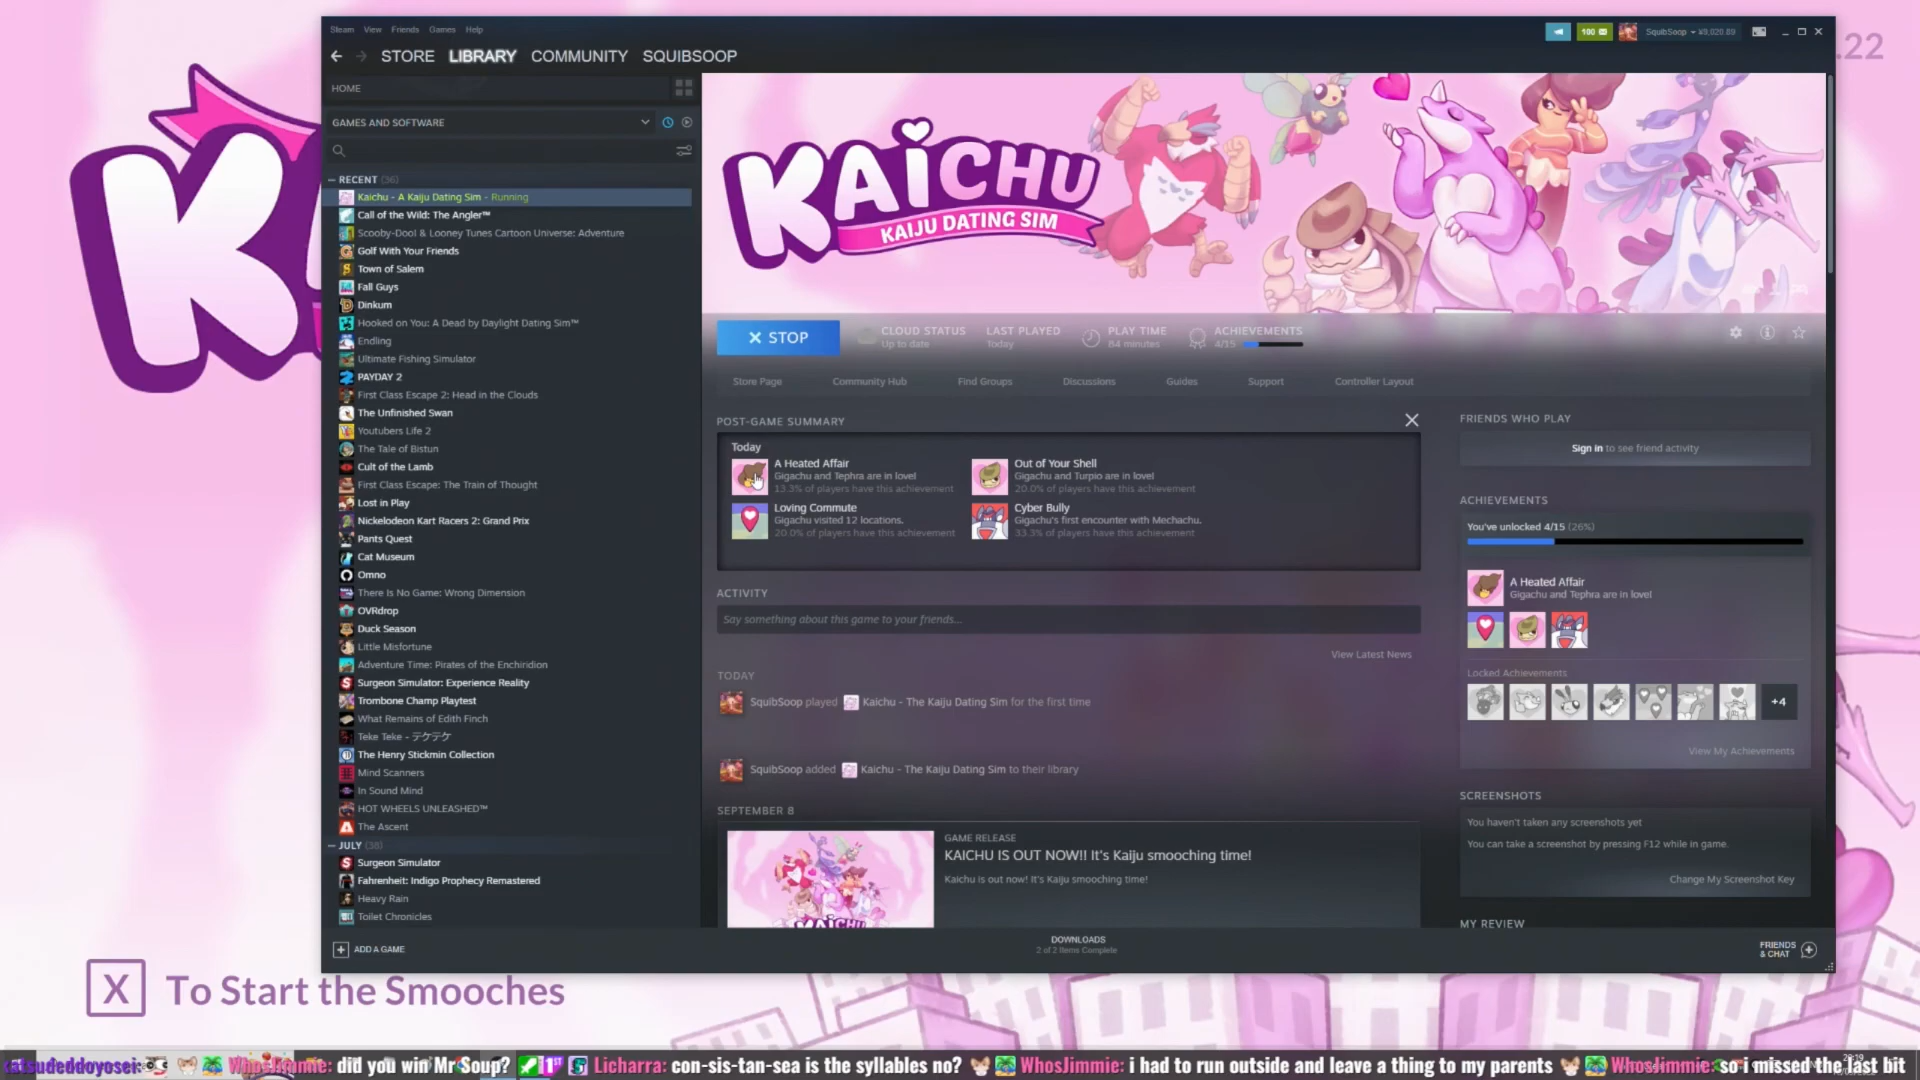 Steam View Friends Games Help
100 SquibSoop ¥9,820.89
.22
STORE LIBRARY COMMUNITY SQUIBSOOP
HOME
GAMES AND SOFTWARE
RECENT (36)
Kaichu - A Kaiju Dating Sim - Running
Call of the Wild: The Angler™
Scooby-Doo! & Looney Tunes Cartoon Universe: Adventure
Golf With Your Friends
Town of Salem
Fall Guys
Dinkum
Hooked on You: A Dead by Daylight Dating Sim™
Endling
Ultimate Fishing Simulator
PAYDAY 2
First Class Escape 2: Head in the Clouds
The Unfinished Swan
Youtubers Life 2
The Tale of Bistun
Cult of the Lamb
First Class Escape: The Train of Thought
Lost in Play
Nickelodeon Kart Racers 2: Grand Prix
Pants Quest
Cat Museum
Omno
There Is No Game: Wrong Dimension
OVRdrop
Duck Season
Little Misfortune
Adventure Time: Pirates of the Enchiridion
Surgeon Simulator: Experience Reality
Trombone Champ Playtest
What Remains of Edith Finch
Teke Teke - テケテケ
The Henry Stickmin Collection
Mind Scanners
In Sound Mind
HOT WHEELS UNLEASHED™
The Ascent
JULY (38)
Surgeon Simulator
Fahrenheit: Indigo Prophecy Remastered
Heavy Rain
Toilet Chronicles
ADD A GAME
KAICHU
KAIJU DATING SIM
STOP
CLOUD STATUS
Up to date
LAST PLAYED
Today
PLAY TIME
84 minutes
ACHIEVEMENTS
4/15
Store Page Community Hub Find Groups Discussions Guides Support Controller Layout
POST-GAME SUMMARY
Today
A Heated Affair
Gigachu and Tephra are in love!
13.3% of players have this achievement
Out of Your Shell
Gigachu and Turpio are in love!
20.0% of players have this achievement
Loving Commute
Gigachu visited 12 locations.
20.0% of players have this achievement
Cyber Bully
Gigachu's first encounter with Mechachu.
33.3% of players have this achievement
ACTIVITY
Say something about this game to your friends...
View Latest News
TODAY
SquibSoop played Kaichu - The Kaiju Dating Sim for the first time
SquibSoop added Kaichu - The Kaiju Dating Sim to their library
SEPTEMBER 8
GAME RELEASE
KAICHU IS OUT NOW!! It's Kaiju smooching time!
Kaichu is out now! It's Kaiju smooching time!
KAICHU
FRIENDS WHO PLAY
Sign in to see friend activity
ACHIEVEMENTS
You've unlocked 4/15 (26%)
A Heated Affair
Gigachu and Tephra are in love!
Locked Achievements
+4
View My Achievements
SCREENSHOTS
You haven't taken any screenshots yet
You can take a screenshot by pressing F12 while in game.
Change My Screenshot Key
MY REVIEW
DOWNLOADS
2 of 2 Items Complete
FRIENDS
& CHAT
X To Start the Smooches
atsudeddoyosei: WhosJimmie: did you win Mr Soup? 1ST Licharra: con-sis-tan-sea is the syllables no? WhosJimmie: i had to run outside and leave a thing to my parents WhosJimmie: so i missed the last bit
20:19